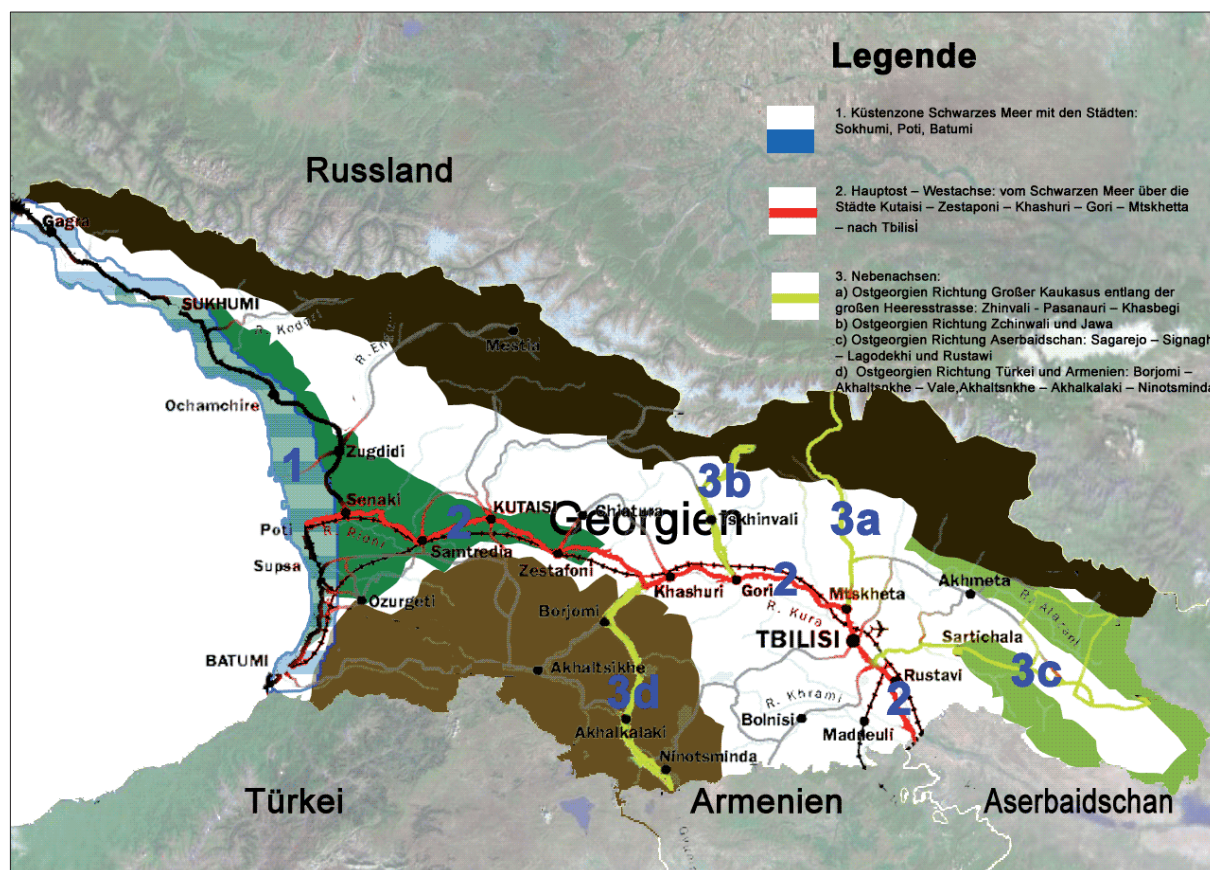 Legende
1. Küstenzone Schwarzes Meer mit den Städten:
Sokhumi, Poti, Batumi
2. Hauptost – Westachse: vom Schwarzen Meer über die
Städte Kutaisi – Zestaponi – Khashuri – Gori – Mtskhetta
– nach Tbilisi
3. Nebenachsen:
a) Ostgeorgien Richtung Großer Kaukasus entlang der
großen Heeresstrasse: Zhinvali - Pasanauri – Khasbegi
b) Ostgeorgien Richtung Zchinwali und Jawa
c) Ostgeorgien Richtung Aserbaidschan: Sagarejo – Signagh
– Lagodekhi und Rustawi
d) Ostgeorgien Richtung Türkei und Armenien: Borjomi –
Akhaltsnkhe – Vale,Akhaltsnkhe – Akhalkalaki – Ninotsminda
Russland
Gagra
SUKHUMI
R. Kodori
R. Enguri
Mestia
Ochamchire
Zugdidi
1
3b
3a
Senaki
KUTAISI
Chiatura
2
Georgien
Tskhinvali
Poti
R. Rioni
Samtredia
Supsa
Zestafoni
Khashuri
Gori
2
Akhmeta
R. Alazani
Ozurgeti
Borjomi
R. Kura
Mtskheta
TBILISI
Sartichala
BATUMI
Akhaltsikhe
3c
3d
Rustavi
2
R. Khrami
Bolnisi
Madneuli
Akhalkalaki
Ninotsminda
Türkei
Armenien
Aserbaidschan